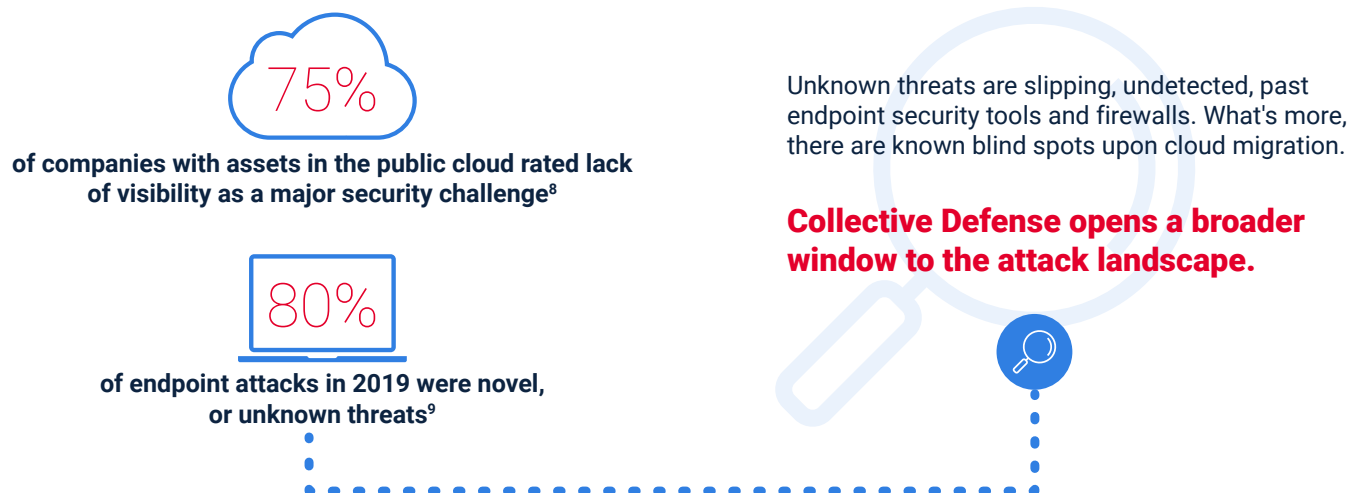 75%
of companies with assets in the public cloud rated lack
of visibility as a major security challenge⁸
80%
of endpoint attacks in 2019 were novel,
or unknown threats⁹
Unknown threats are slipping, undetected, past
endpoint security tools and firewalls. What's more,
there are known blind spots upon cloud migration.
Collective Defense opens a broader
window to the attack landscape.